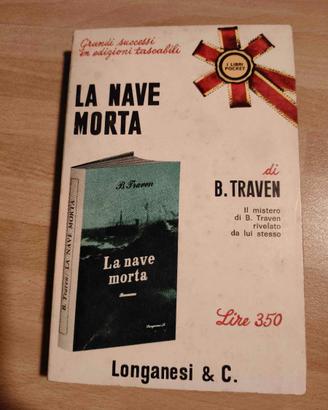 Grandi successi
in edizioni tascabili
I LIBRI
POCKET
LA NAVE
MORTA
di
B. TRAVEN
Il mistero
di B. Traven
rivelato
da lui stesso
B. Traven / LA NAVE MORTA
B. Traven
La nave
morta
Romanzo
Longanesi & C.
Lire 350
Longanesi & C.